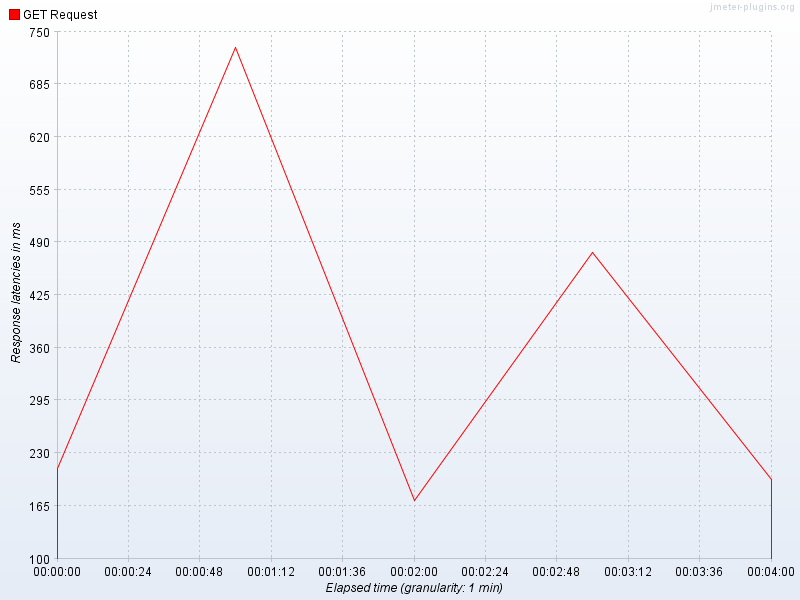 jmeter-plugins.org
GET Request
750
685
620
555
490
425
360
295
230
165
100
Response latencies in ms
00:00:00 00:00:24 00:00:48 00:01:12 00:01:36 00:02:00 00:02:24 00:02:48 00:03:12 00:03:36 00:04:00
Elapsed time (granularity: 1 min)